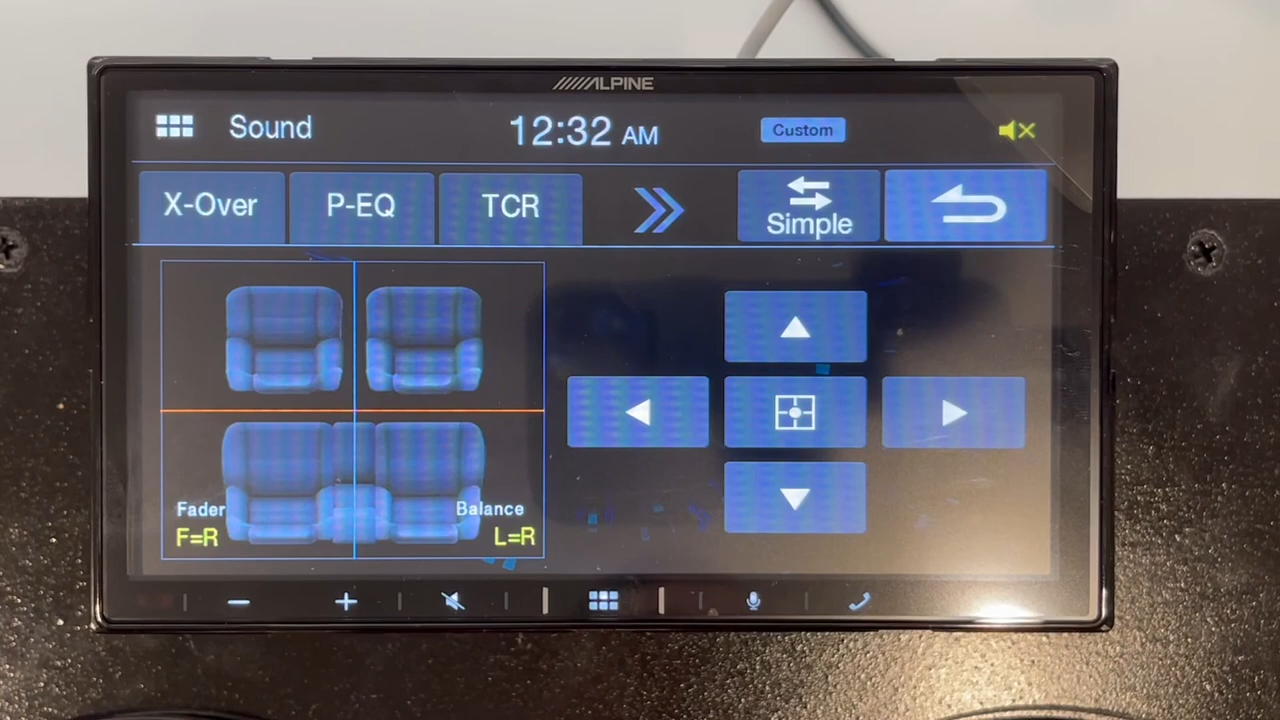 ALPINE
Sound 12:32 AM Custom
X-Over P-EQ TCR Simple
Fader Balance
F=R L=R